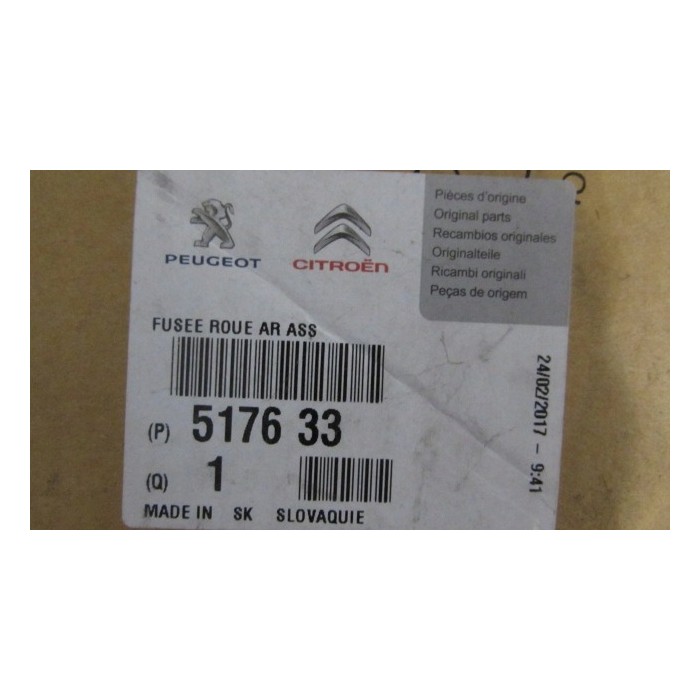 PEUGEOT
CITROËN
Pièces d'origine
Original parts
Recambios originales
Originalteile
Ricambi originali
Peças de origem
FUSEE ROUE AR ASS
(P) 5176 33
(Q) 1
MADE IN SK SLOVAQUIE
24/02/2017 - 9:41